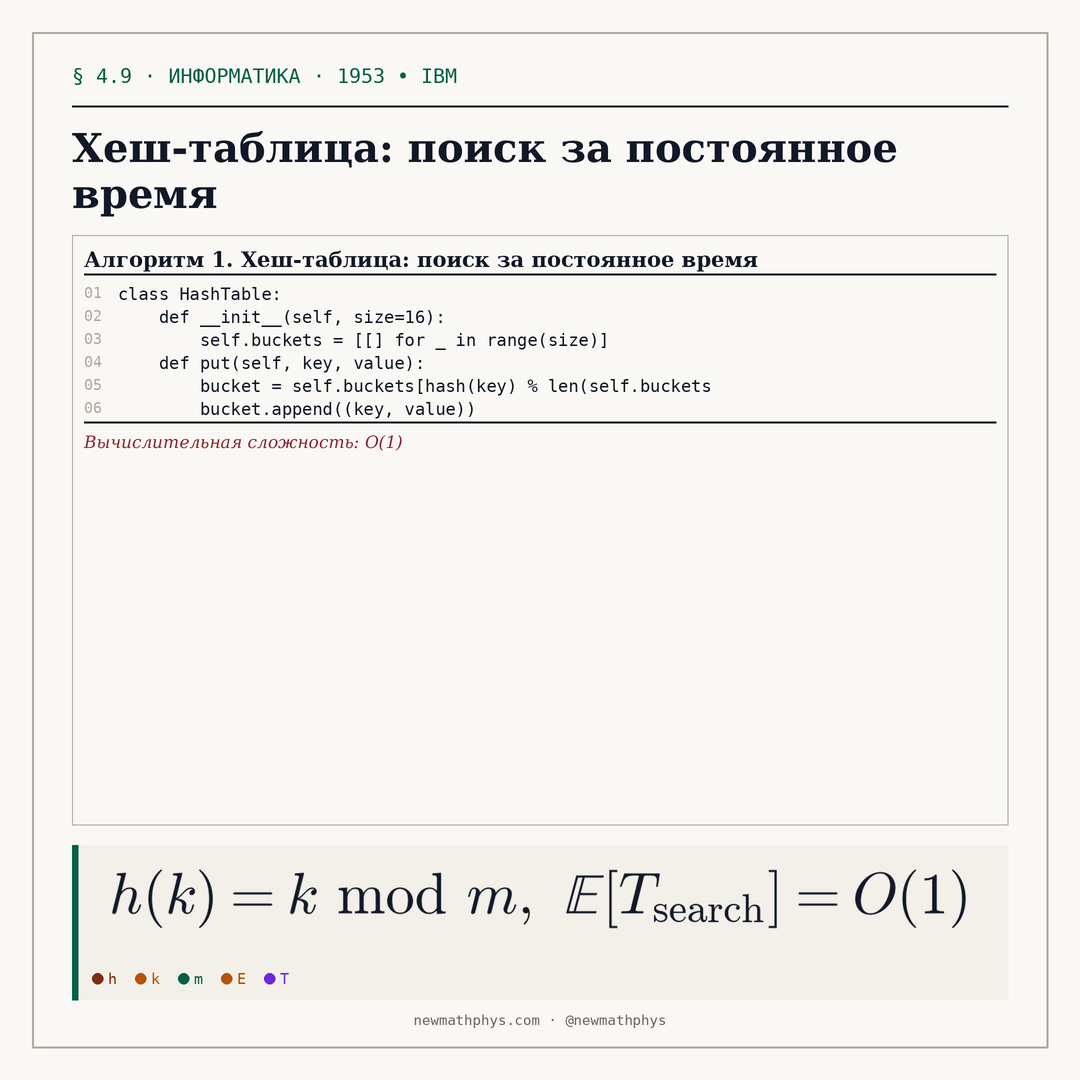 § 4.9 · ИНФОРМАТИКА · 1953 • IBM
Хеш-таблица: поиск за постоянное
время
Алгоритм 1. Хеш-таблица: поиск за постоянное время
01 class HashTable:
02     def __init__(self, size=16):
03         self.buckets = [[] for _ in range(size)]
04     def put(self, key, value):
05         bucket = self.buckets[hash(key) % len(self.buckets
06         bucket.append((key, value))
Вычислительная сложность: O(1)
h(k) = k mod m, 𝔼[T_search] = O(1)
h k m E T
newmathphys.com · @newmathphys